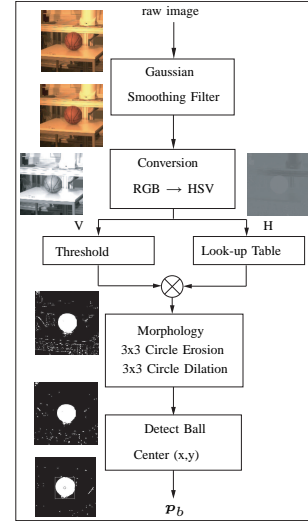 raw image
Gaussian
Smoothing Filter
Conversion
RGB → HSV
V
H
Threshold
Look-up Table
Morphology
3x3 Circle Erosion
3x3 Circle Dilation
Detect Ball
Center (x,y)
p_b